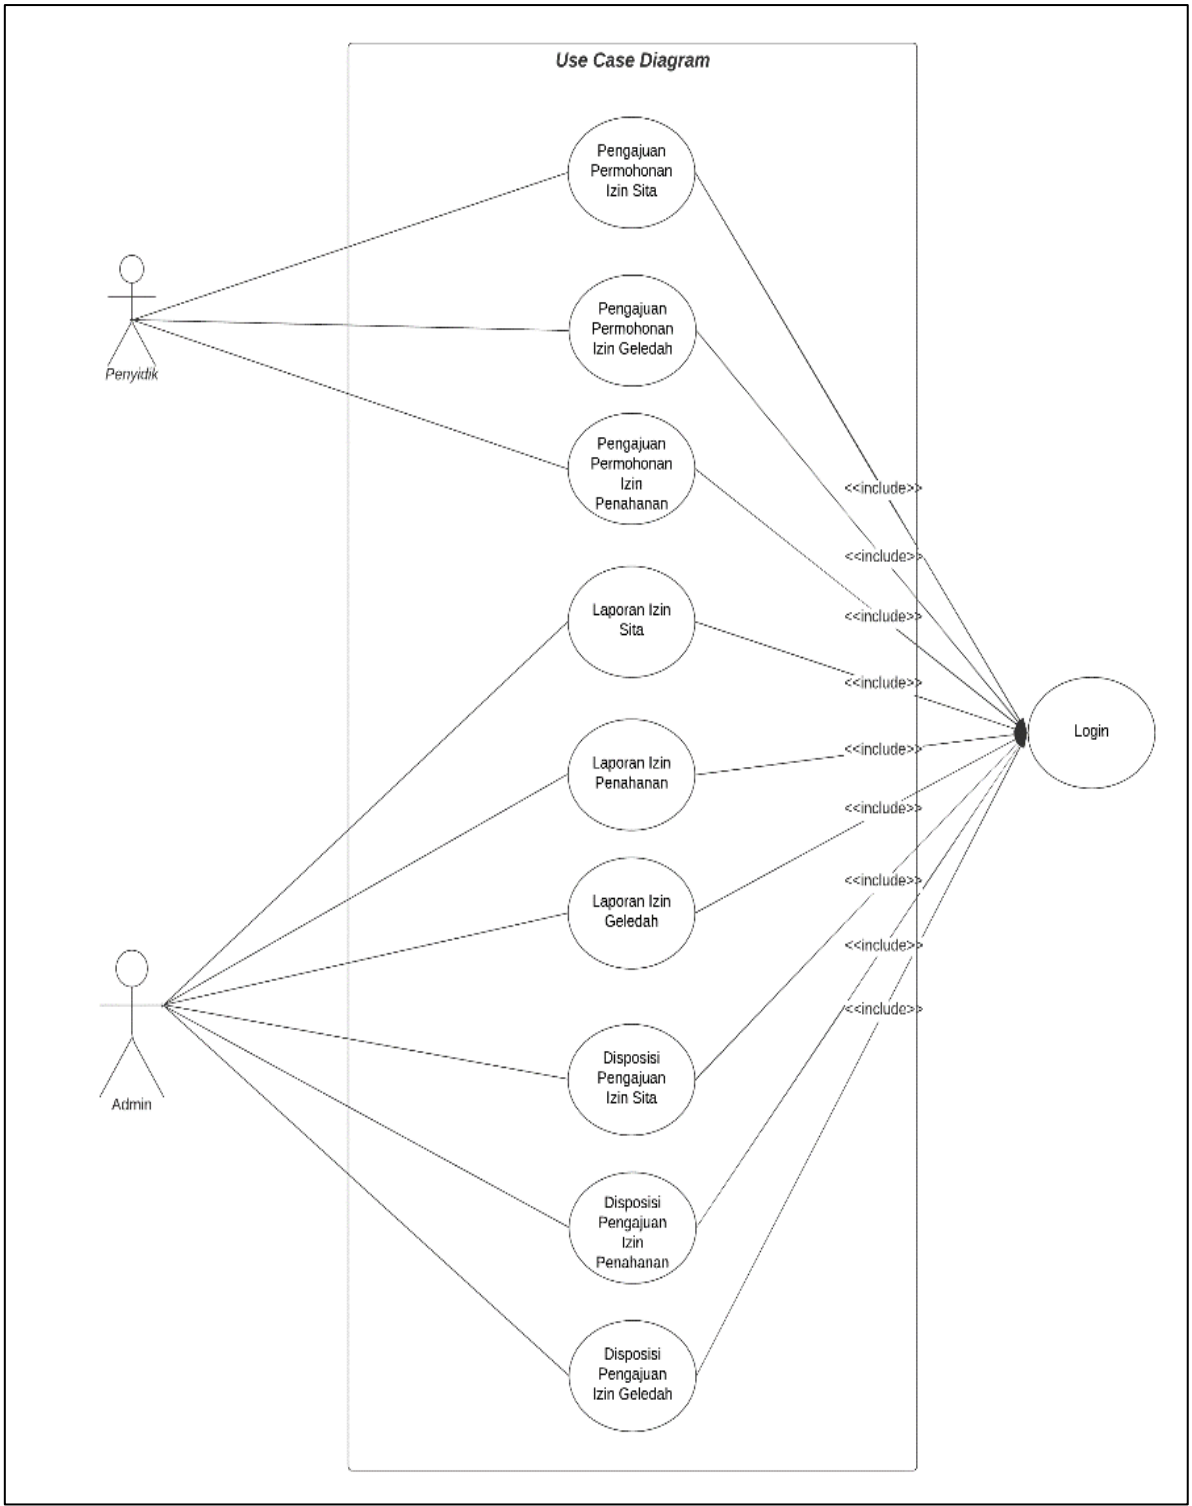 Use Case Diagram
Pengajuan
Permohonan
Izin Sita
Pengajuan
Permohonan
Izin Geledah
Penyidik
Pengajuan
Permohonan
Izin
Penahanan
<<include>>
<<include>>
<<include>>
Laporan Izin
Sita
<<include>>
Login
<<include>>
Laporan Izin
Penahanan
<<include>>
<<include>>
Laporan Izin
Geledah
<<include>>
<<include>>
Admin
Disposisi
Pengajuan
Izin Sita
Disposisi
Pengajuan
Izin
Penahanan
Disposisi
Pengajuan
Izin Geledah